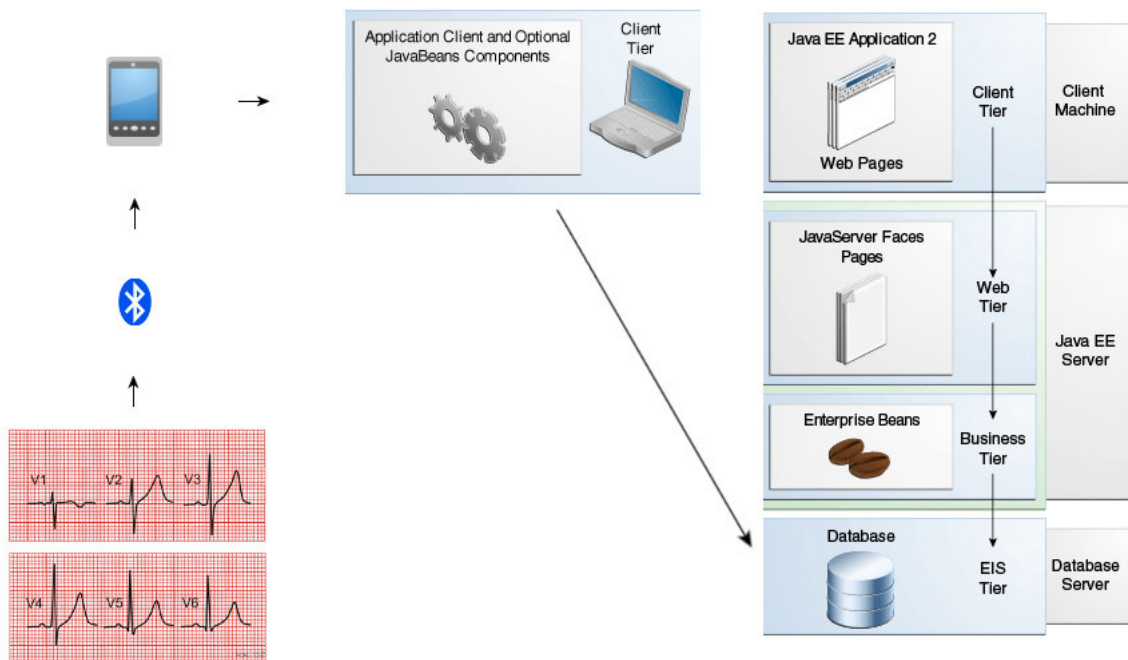 Application Client and Optional
JavaBeans Components
Client
Tier
Java EE Application 2
Web Pages
Client
Tier
Client
Machine
JavaServer Faces
Pages
Web
Tier
Java EE
Server
Enterprise Beans
Business
Tier
Database
EIS
Tier
Database
Server
V1
V2
V3
V4
V5
V6